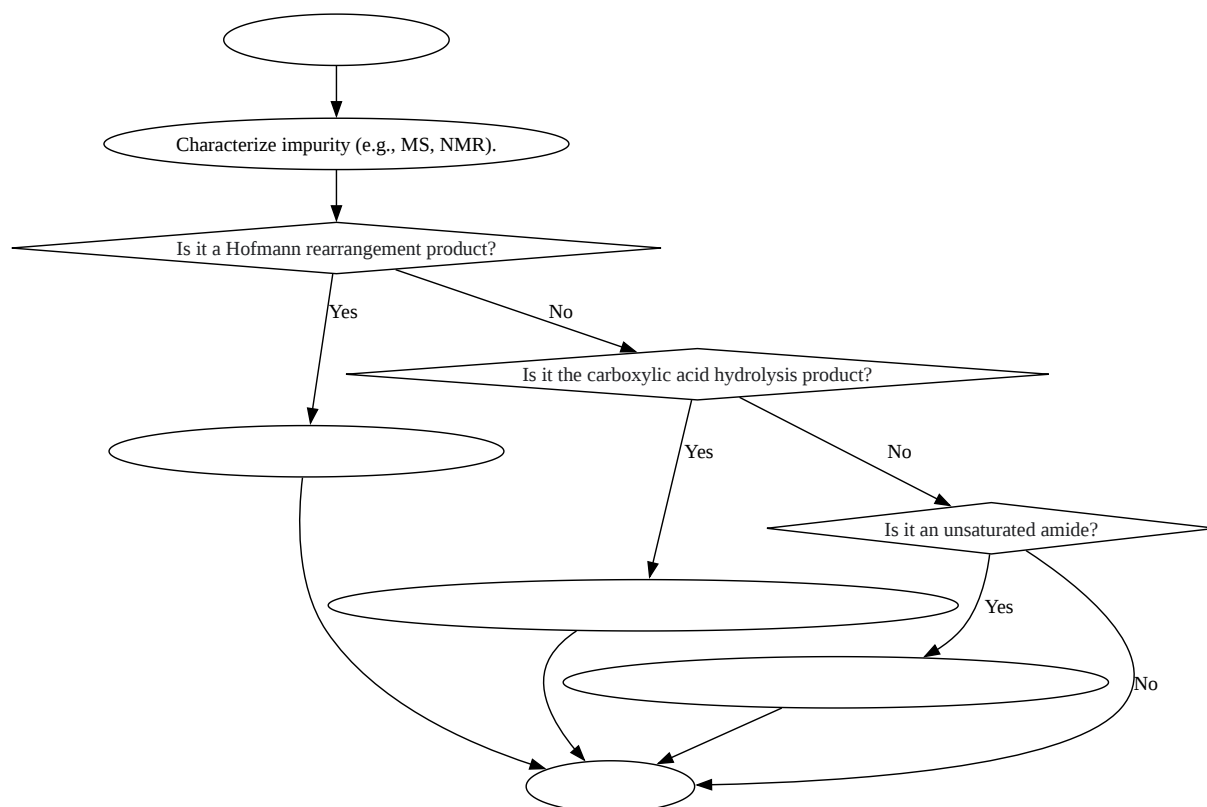 Characterize impurity (e.g., MS, NMR).
Is it a Hofmann rearrangement product?
Yes
No
Is it the carboxylic acid hydrolysis product?
Yes
No
Is it an unsaturated amide?
Yes
No